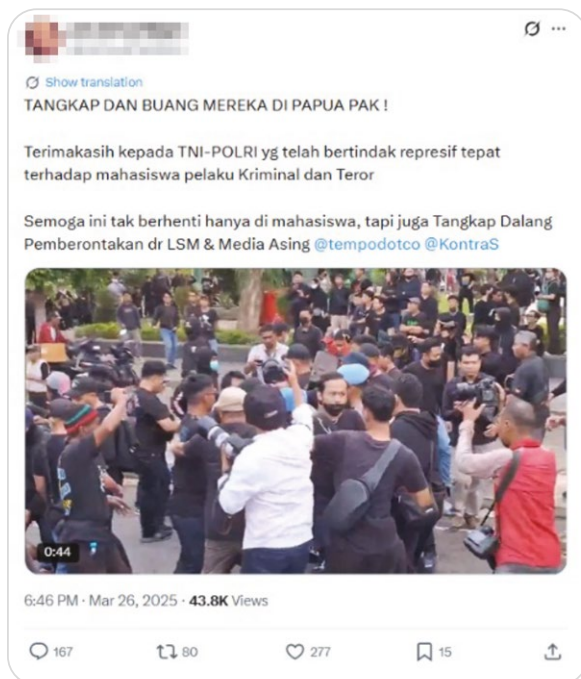 Show translation
TANGKAP DAN BUANG MEREKA DI PAPUA PAK !
Terimakasih kepada TNI-POLRI yg telah bertindak represif tepat
terhadap mahasiswa pelaku Kriminal dan Teror
Semoga ini tak berhenti hanya di mahasiswa, tapi juga Tangkap Dalang
Pemberontakan dr LSM & Media Asing @tempodotco @KontraS
0:44
6:46 PM · Mar 26, 2025 · 43.8K Views
167 80 277 15